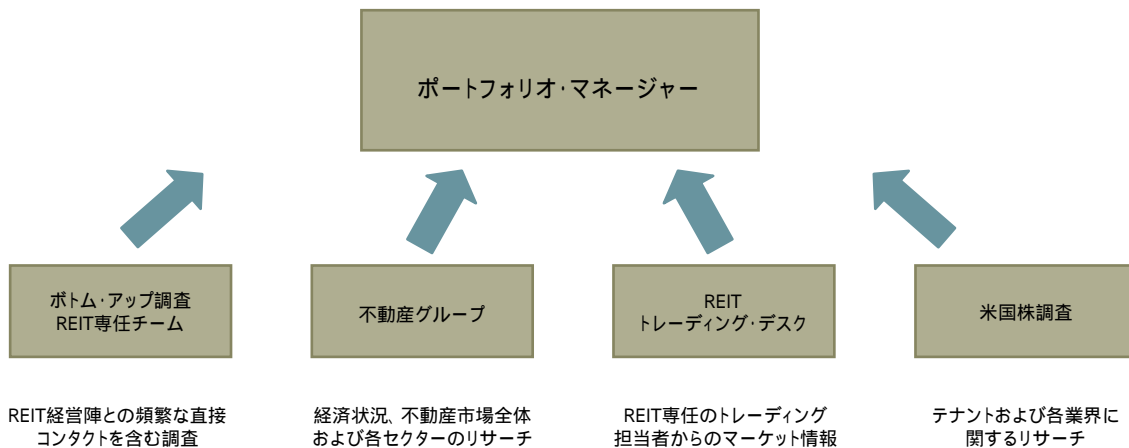 ポートフォリオ・マネージャー
ボトム・アップ調査
REIT専任チーム
不動産グループ
REIT
トレーディング・デスク
米国株調査
REIT経営陣との頻繁な直接
コンタクトを含む調査
経済状況、不動産市場全体
および各セクターのリサーチ
REIT専任のトレーディング
担当者からのマーケット情報
テナントおよび各業界に
関するリサーチ